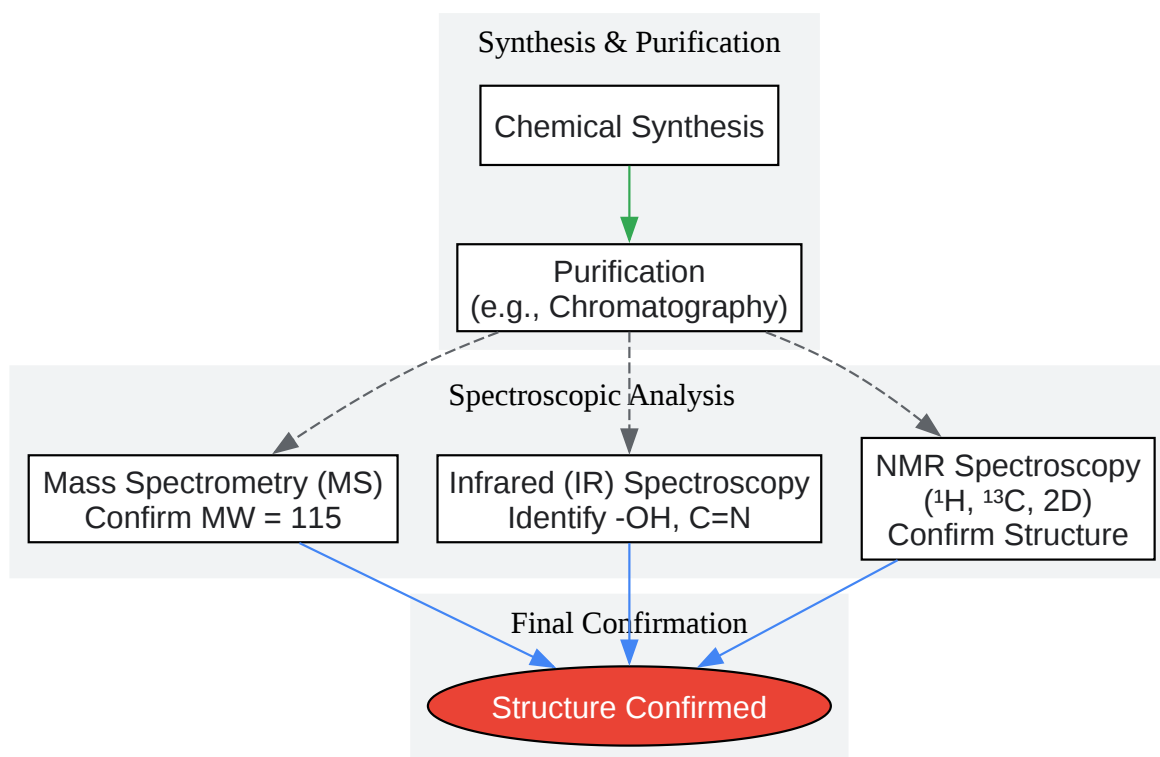 Synthesis & Purification
Chemical Synthesis
Purification
(e.g., Chromatography)
Spectroscopic Analysis
Mass Spectrometry (MS)
Confirm MW = 115
Infrared (IR) Spectroscopy
Identify -OH, C=N
NMR Spectroscopy
(¹H, ¹³C, 2D)
Confirm Structure
Final Confirmation
Structure Confirmed